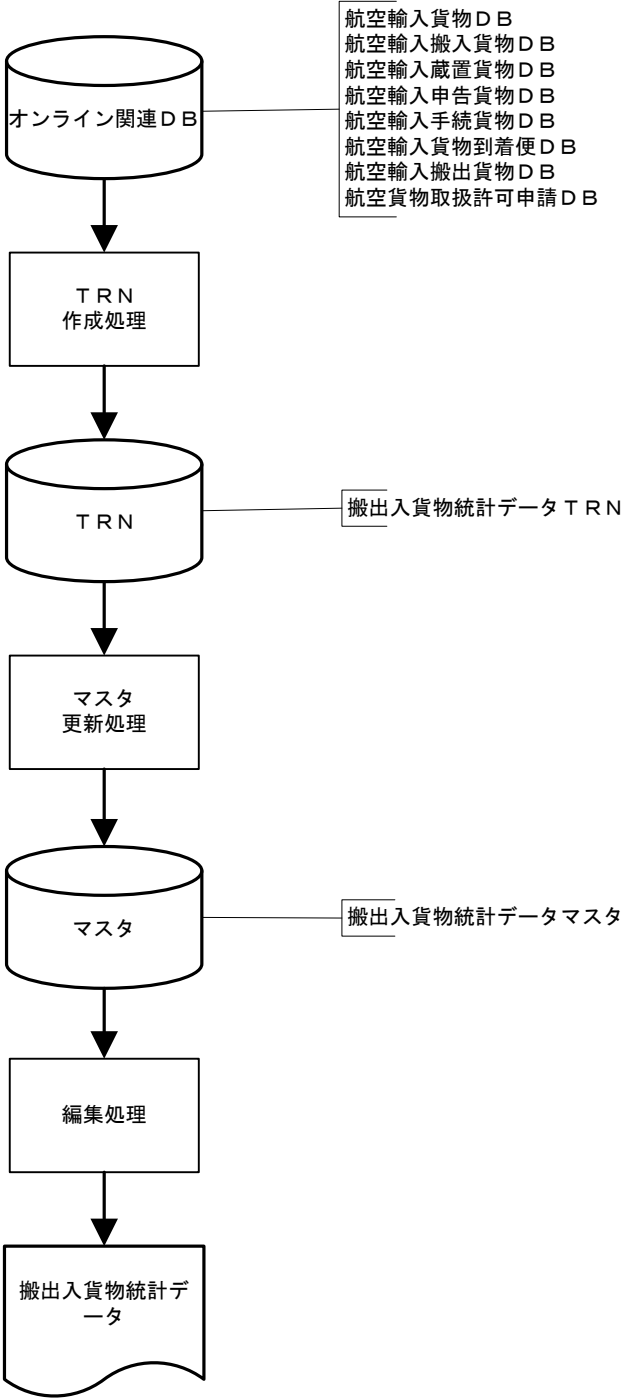 航空輸入貨物ＤＢ
航空輸入搬入貨物ＤＢ
航空輸入蔵置貨物ＤＢ
航空輸入申告貨物ＤＢ
航空輸入手続貨物ＤＢ
航空輸入貨物到着便ＤＢ
航空輸入搬出貨物ＤＢ
航空貨物取扱許可申請ＤＢ
オンライン関連ＤＢ
ＴＲＮ
作成処理
ＴＲＮ
搬出入貨物統計データＴＲＮ
マスタ
更新処理
マスタ
搬出入貨物統計データマスタ
編集処理
搬出入貨物統計デ
ータ